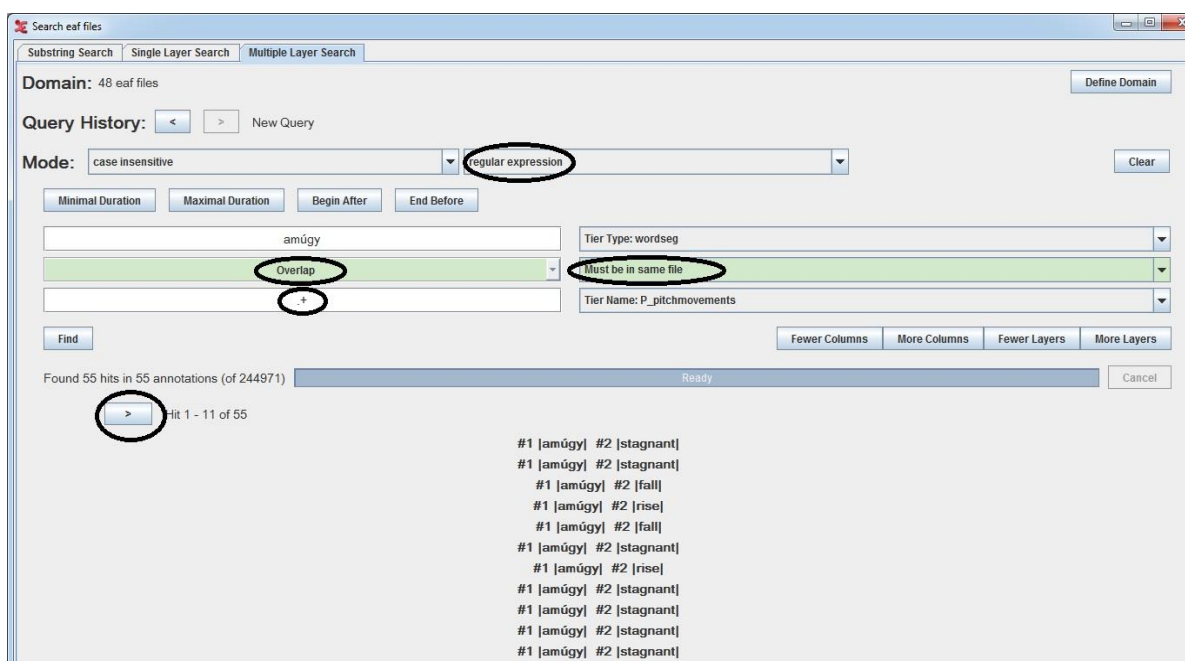 Search eaf files
Substring Search Single Layer Search Multiple Layer Search
Domain: 48 eaf files Define Domain
Query History: < > New Query
Mode: case insensitive regular expression Clear
Minimal Duration Maximal Duration Begin After End Before
amúgy Tier Type: wordseg
Overlap Must be in same file
.+ Tier Name: P_pitchmovements
Find Fewer Columns More Columns Fewer Layers More Layers
Found 55 hits in 55 annotations (of 244971) Ready Cancel
> Hit 1 - 11 of 55
#1 |amúgy| #2 |stagnant|
#1 |amúgy| #2 |stagnant|
#1 |amúgy| #2 |fall|
#1 |amúgy| #2 |rise|
#1 |amúgy| #2 |fall|
#1 |amúgy| #2 |stagnant|
#1 |amúgy| #2 |rise|
#1 |amúgy| #2 |stagnant|
#1 |amúgy| #2 |stagnant|
#1 |amúgy| #2 |stagnant|
#1 |amúgy| #2 |stagnant|